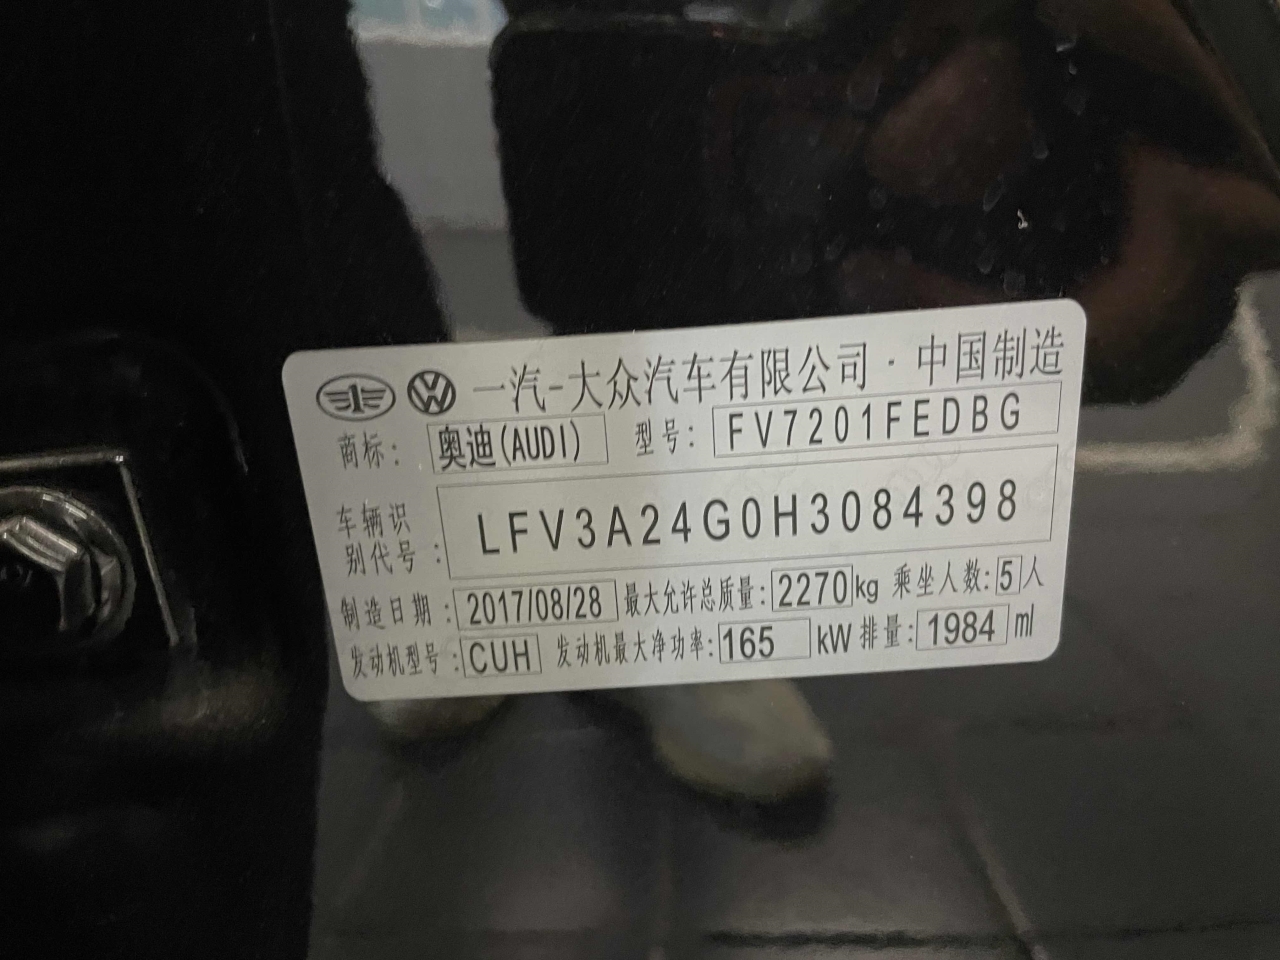 一汽-大众汽车有限公司·中国制造
商标: 奥迪(AUDI) 型号: FV7201FEDBG
车辆识别代号: LFV3A24G0H3084398
制造日期: 2017/08/28 最大允许总质量: 2270kg 乘坐人数: 5人
发动机型号: CUH 发动机最大净功率: 165 kW 排量: 1984 ml